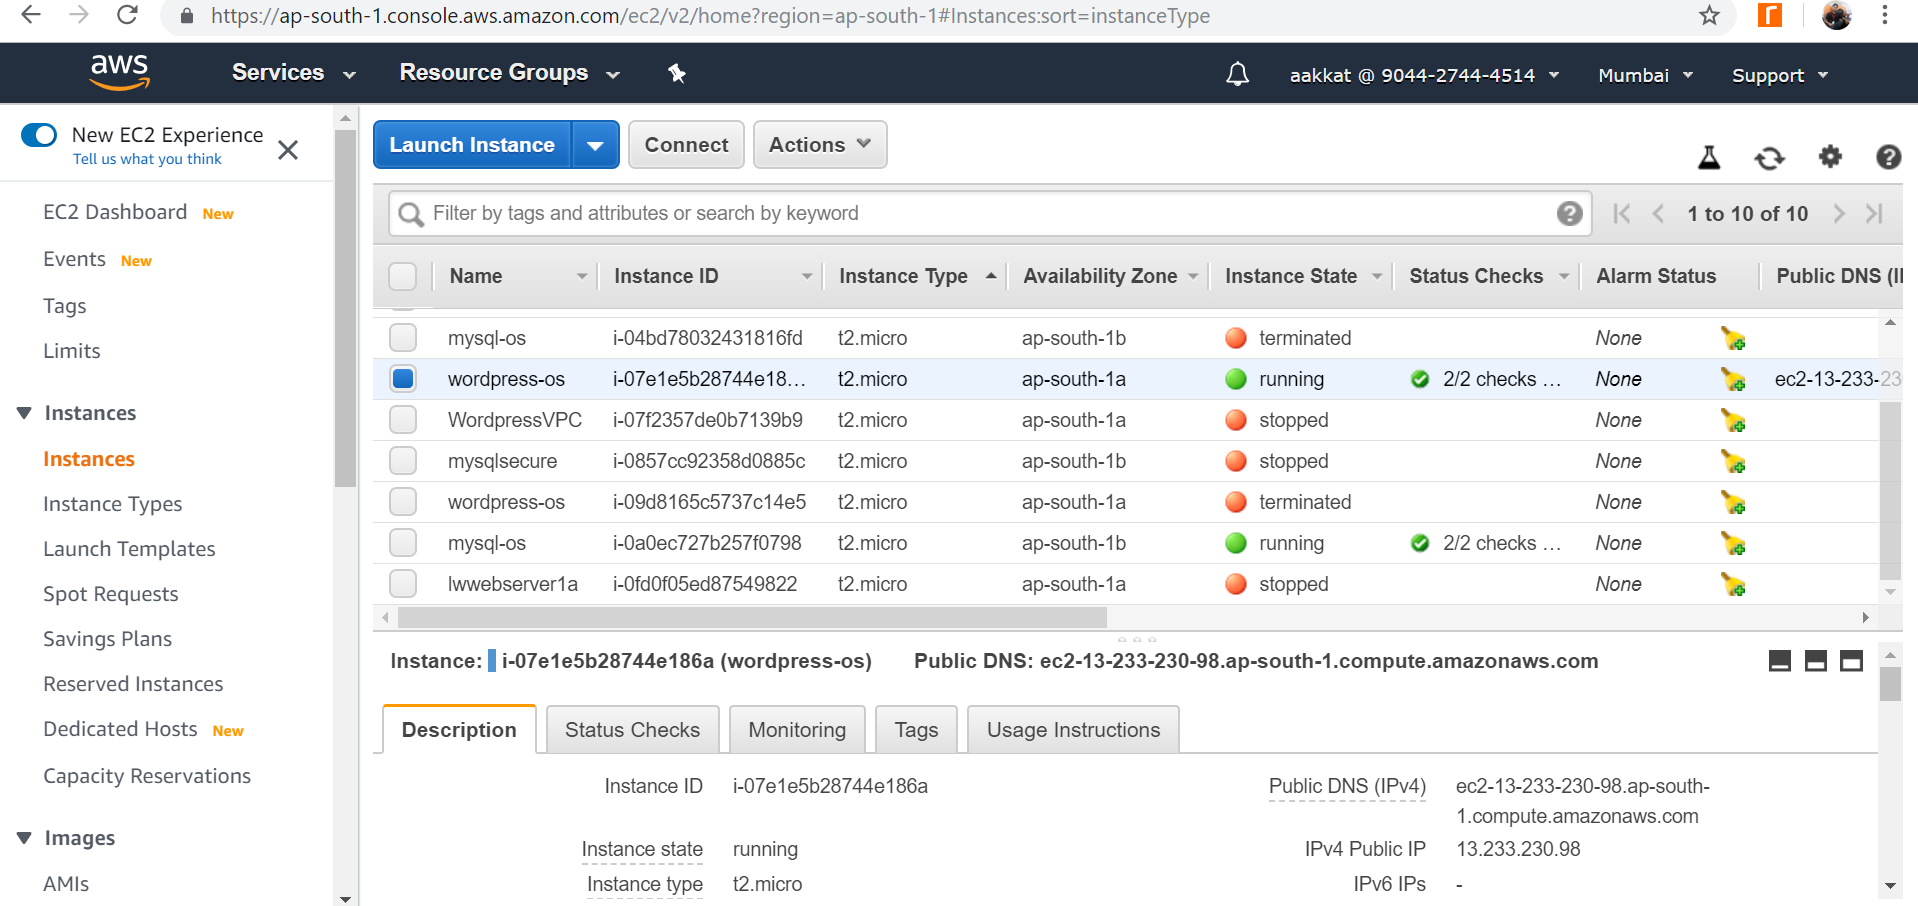 https://ap-south-1.console.aws.amazon.com/ec2/v2/home?region=ap-south-1#Instances:sort=instanceType
aws Services Resource Groups aakkat @ 9044-2744-4514 Mumbai Support
New EC2 Experience
Tell us what you think
EC2 Dashboard New
Events New
Tags
Limits
Instances
Instances
Instance Types
Launch Templates
Spot Requests
Savings Plans
Reserved Instances
Dedicated Hosts New
Capacity Reservations
Images
AMIs
Launch Instance Connect Actions
Filter by tags and attributes or search by keyword 1 to 10 of 10
Name Instance ID Instance Type Availability Zone Instance State Status Checks Alarm Status Public DNS (I
mysql-os i-04bd78032431816fd t2.micro ap-south-1b terminated None
wordpress-os i-07e1e5b28744e18... t2.micro ap-south-1a running 2/2 checks ... None ec2-13-233-23
WordpressVPC i-07f2357de0b7139b9 t2.micro ap-south-1a stopped None
mysqlsecure i-0857cc92358d0885c t2.micro ap-south-1b stopped None
wordpress-os i-09d8165c5737c14e5 t2.micro ap-south-1a terminated None
mysql-os i-0a0ec727b257f0798 t2.micro ap-south-1b running 2/2 checks ... None
lwwebserver1a i-0fd0f05ed87549822 t2.micro ap-south-1a stopped None
Instance: i-07e1e5b28744e186a (wordpress-os) Public DNS: ec2-13-233-230-98.ap-south-1.compute.amazonaws.com
Description Status Checks Monitoring Tags Usage Instructions
Instance ID i-07e1e5b28744e186a Public DNS (IPv4) ec2-13-233-230-98.ap-south-
1.compute.amazonaws.com
Instance state running IPv4 Public IP 13.233.230.98
Instance type t2.micro IPv6 IPs -